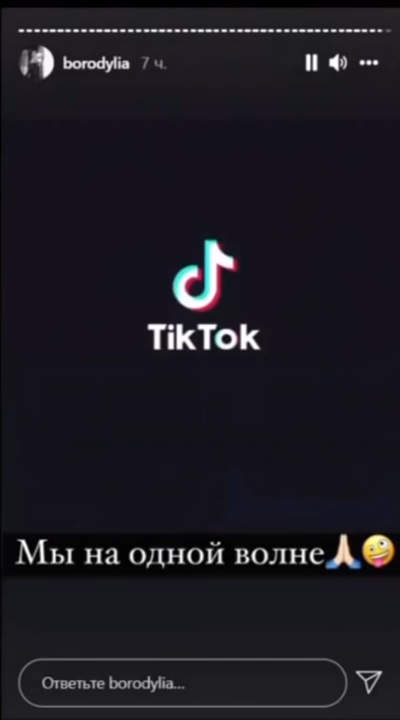 borodylia 7 ч.
TikTok
Мы на одной волне🙏🏻🤪
Ответьте borodylia...